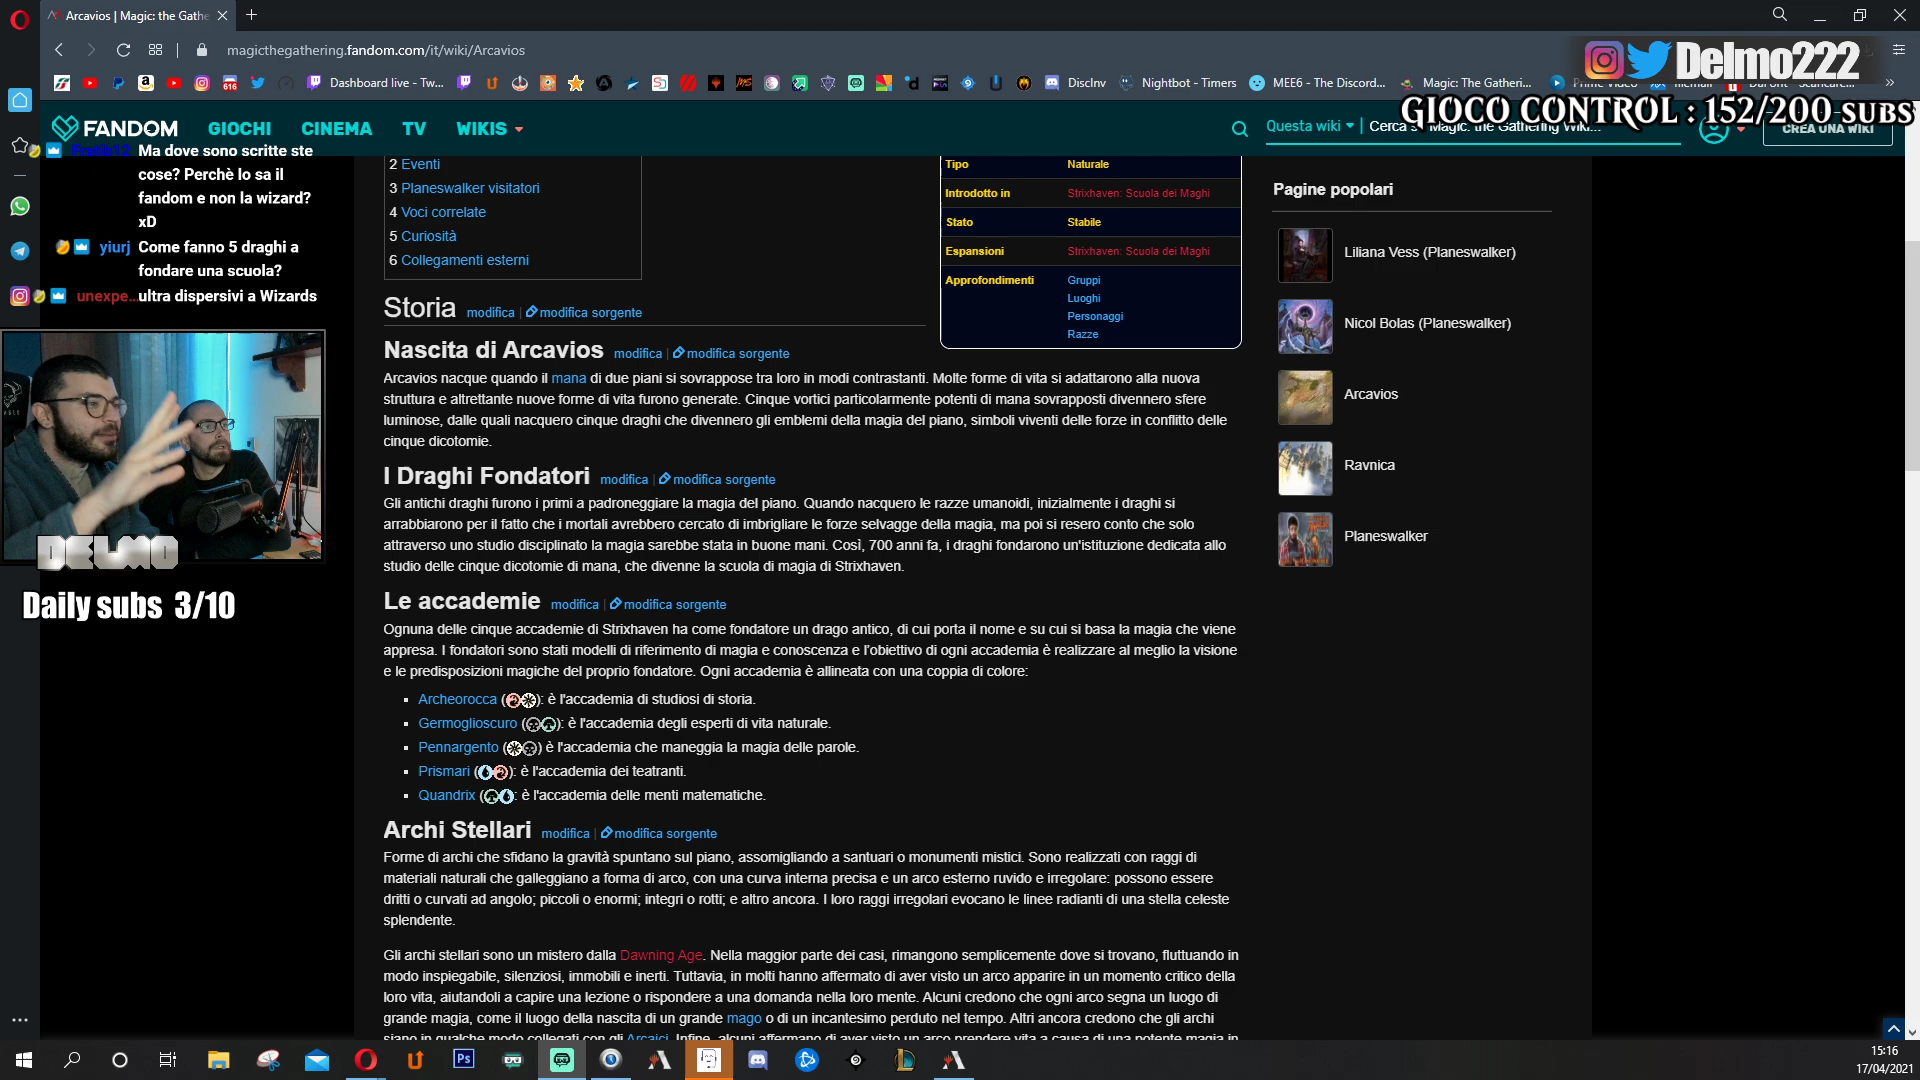 Arcavios | Magic: the Gathe
magicthegathering.fandom.com/it/wiki/Arcavios
Delmo222
Dashboard live - Tw...
DiscInv
Nightbot - Timers
MEE6 - The Discord...
Magic: The Gatheri...
GIOCO CONTROL : 152/200 SUBS
FANDOM
GIOCHI
CINEMA
TV
WIKIS
Questa wiki
CREA UNA WIKI
Ma dove sono scritte ste
cose? Perchè lo sa il
fandom e non la wizard?
xD
yiurj Come fanno 5 draghi a
fondare una scuola?
unexpe...ultra dispersivi a Wizards
DELMO
Daily subs 3/10
2 Eventi
3 Planeswalker visitatori
4 Voci correlate
5 Curiosità
6 Collegamenti esterni
Tipo Naturale
Introdotto in Strixhaven: Scuola dei Maghi
Stato Stabile
Espansioni Strixhaven: Scuola dei Maghi
Approfondimenti Gruppi
Luoghi
Personaggi
Razze
Storia modifica | modifica sorgente
Nascita di Arcavios modifica | modifica sorgente
Arcavios nacque quando il mana di due piani si sovrappose tra loro in modi contrastanti. Molte forme di vita si adattarono alla nuova
struttura e altrettante nuove forme di vita furono generate. Cinque vortici particolarmente potenti di mana sovrapposti divennero sfere
luminose, dalle quali nacquero cinque draghi che divennero gli emblemi della magia del piano, simboli viventi delle forze in conflitto delle
cinque dicotomie.
I Draghi Fondatori modifica | modifica sorgente
Gli antichi draghi furono i primi a padroneggiare la magia del piano. Quando nacquero le razze umanoidi, inizialmente i draghi si
arrabbiarono per il fatto che i mortali avrebbero cercato di imbrigliare le forze selvagge della magia, ma poi si resero conto che solo
attraverso uno studio disciplinato la magia sarebbe stata in buone mani. Così, 700 anni fa, i draghi fondarono un'istituzione dedicata allo
studio delle cinque dicotomie di mana, che divenne la scuola di magia di Strixhaven.
Le accademie modifica | modifica sorgente
Ognuna delle cinque accademie di Strixhaven ha come fondatore un drago antico, di cui porta il nome e su cui si basa la magia che viene
appresa. I fondatori sono stati modelli di riferimento di magia e conoscenza e l'obiettivo di ogni accademia è realizzare al meglio la visione
e le predisposizioni magiche del proprio fondatore. Ogni accademia è allineata con una coppia di colore:
Archeorocca (): è l'accademia di studiosi di storia.
Germoglioscuro (): è l'accademia degli esperti di vita naturale.
Pennargento () è l'accademia che maneggia la magia delle parole.
Prismari (): è l'accademia dei teatranti.
Quandrix (: è l'accademia delle menti matematiche.
Archi Stellari modifica | modifica sorgente
Forme di archi che sfidano la gravità spuntano sul piano, assomigliando a santuari o monumenti mistici. Sono realizzati con raggi di
materiali naturali che galleggiano a forma di arco, con una curva interna precisa e un arco esterno ruvido e irregolare: possono essere
dritti o curvati ad angolo; piccoli o enormi; integri o rotti; e altro ancora. I loro raggi irregolari evocano le linee radianti di una stella celeste
splendente.
Gli archi stellari sono un mistero dalla Dawning Age. Nella maggior parte dei casi, rimangono semplicemente dove si trovano, fluttuando in
modo inspiegabile, silenziosi, immobili e inerti. Tuttavia, in molti hanno affermato di aver visto un arco apparire in un momento critico della
loro vita, aiutandoli a capire una lezione o rispondere a una domanda nella loro mente. Alcuni credono che ogni arco segna un luogo di
grande magia, come il luogo della nascita di un grande mago o di un incantesimo perduto nel tempo. Altri ancora credono che gli archi
siano in qualche modo collegati con gli Arcaici. Infine, alcuni affermano di aver visto un arco prendere vita a causa di una potente magia in
Pagine popolari
Liliana Vess (Planeswalker)
Nicol Bolas (Planeswalker)
Arcavios
Ravnica
Planeswalker
Ps
15:16
17/04/2021